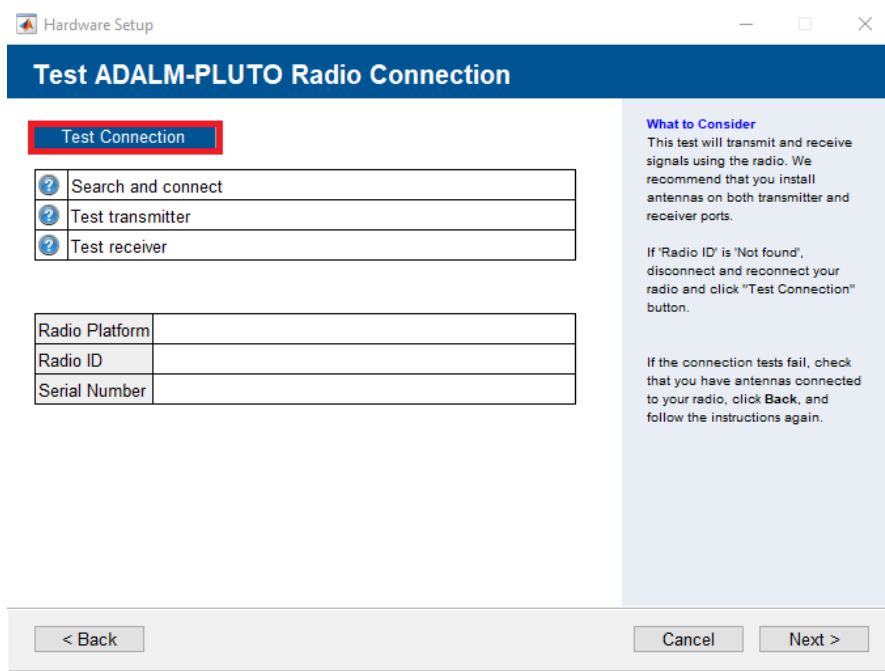 Hardware Setup
Test ADALM-PLUTO Radio Connection
Test Connection
Search and connect
Test transmitter
Test receiver
Radio Platform
Radio ID
Serial Number
What to Consider
This test will transmit and receive
signals using the radio. We
recommend that you install
antennas on both transmitter and
receiver ports.
If 'Radio ID' is 'Not found',
disconnect and reconnect your
radio and click "Test Connection"
button.
If the connection tests fail, check
that you have antennas connected
to your radio, click Back, and
follow the instructions again.
< Back
Cancel
Next >